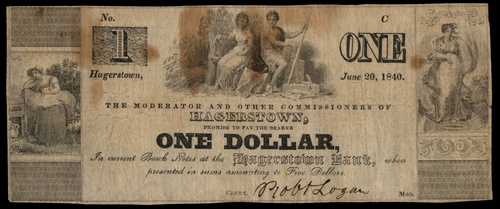 No. C
1 ONE
Hagerstown, June 20, 1840.
THE MODERATOR AND OTHER COMMISSIONERS OF
HAGERSTOWN,
PROMISE TO PAY THE BEARER
ONE DOLLAR,
In current Bank Notes at the Hagerstown Bank, when
presented in sums amounting to Five Dollars.
CLERK. Robt Logan MOD.